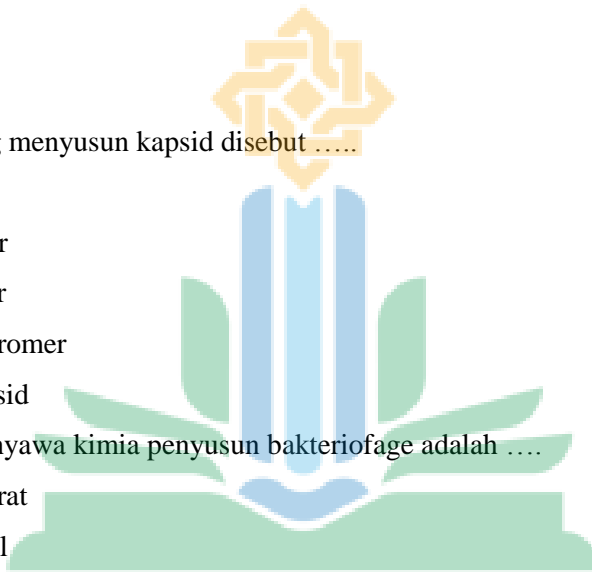 menyusun kapsid disebut …..
r
r
romer
sid
nyawa kimia penyusun bakteriofage adalah ….
rat
l